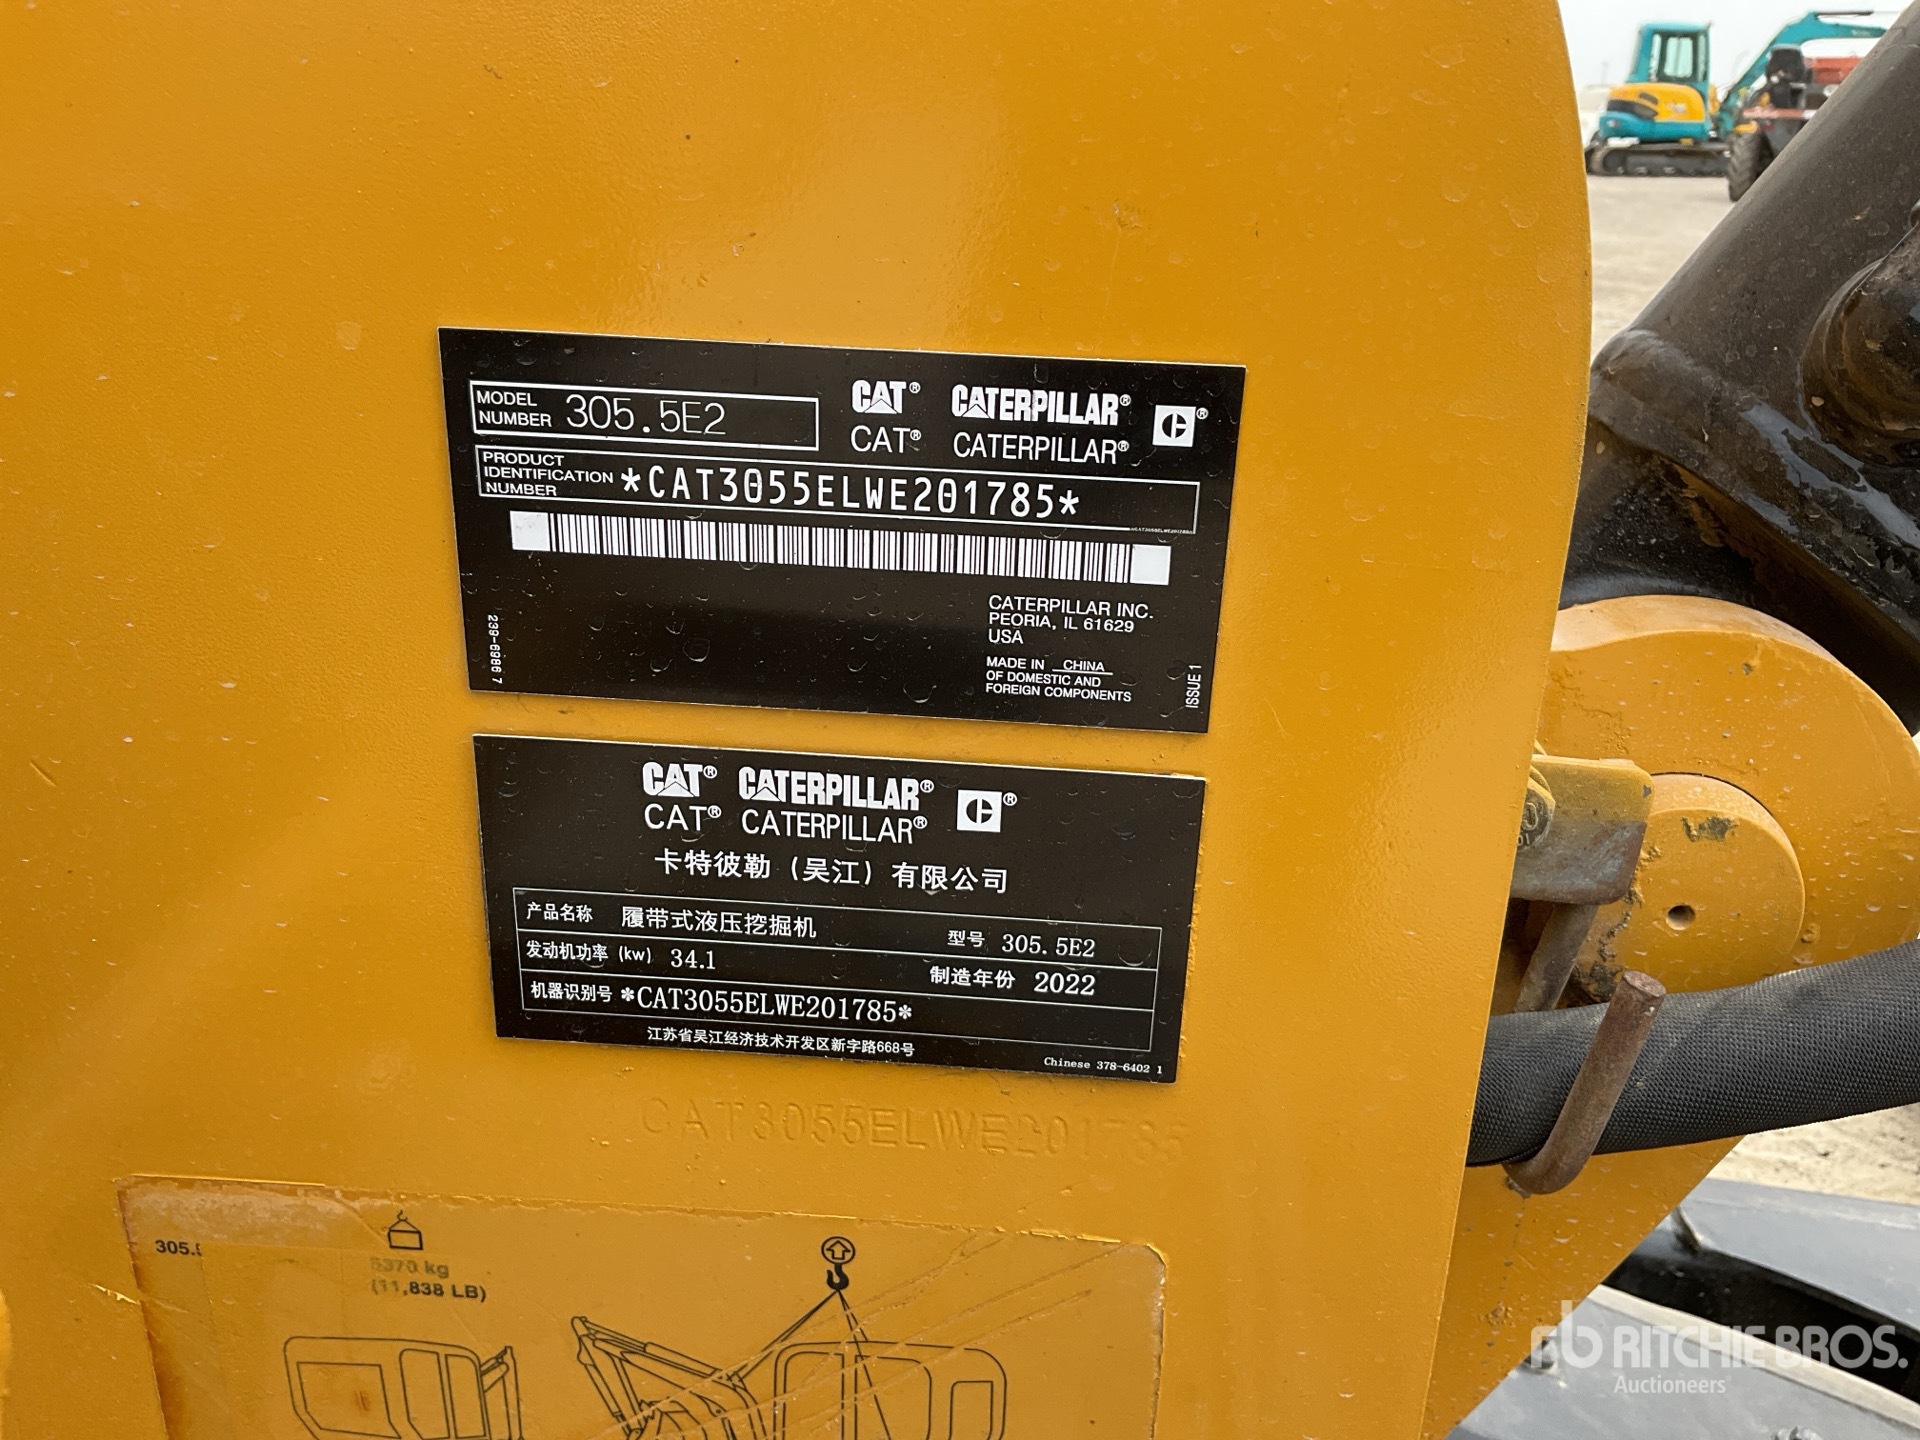 MODEL NUMBER 305.5E2
CAT® CATERPILLAR® ®
CAT® CATERPILLAR®
PRODUCT IDENTIFICATION NUMBER *CAT3055ELWE201785*
CATERPILLAR INC.
PEORIA, IL 61629
USA
MADE IN CHINA
OF DOMESTIC AND
FOREIGN COMPONENTS
239-6986 7
ISSUE 1
CAT® CATERPILLAR® ®
CAT® CATERPILLAR®
卡特彼勒（吴江）有限公司
产品名称 履带式液压挖掘机 型号 305.5E2
发动机功率 (kw) 34.1 制造年份 2022
机器识别号 *CAT3055ELWE201785*
江苏省吴江经济技术开发区新字路668号
Chinese 378-6402 1
CAT3055ELWE201785
305.5
5370 kg
(11,838 LB)
rb RITCHIE BROS.
Auctioneers